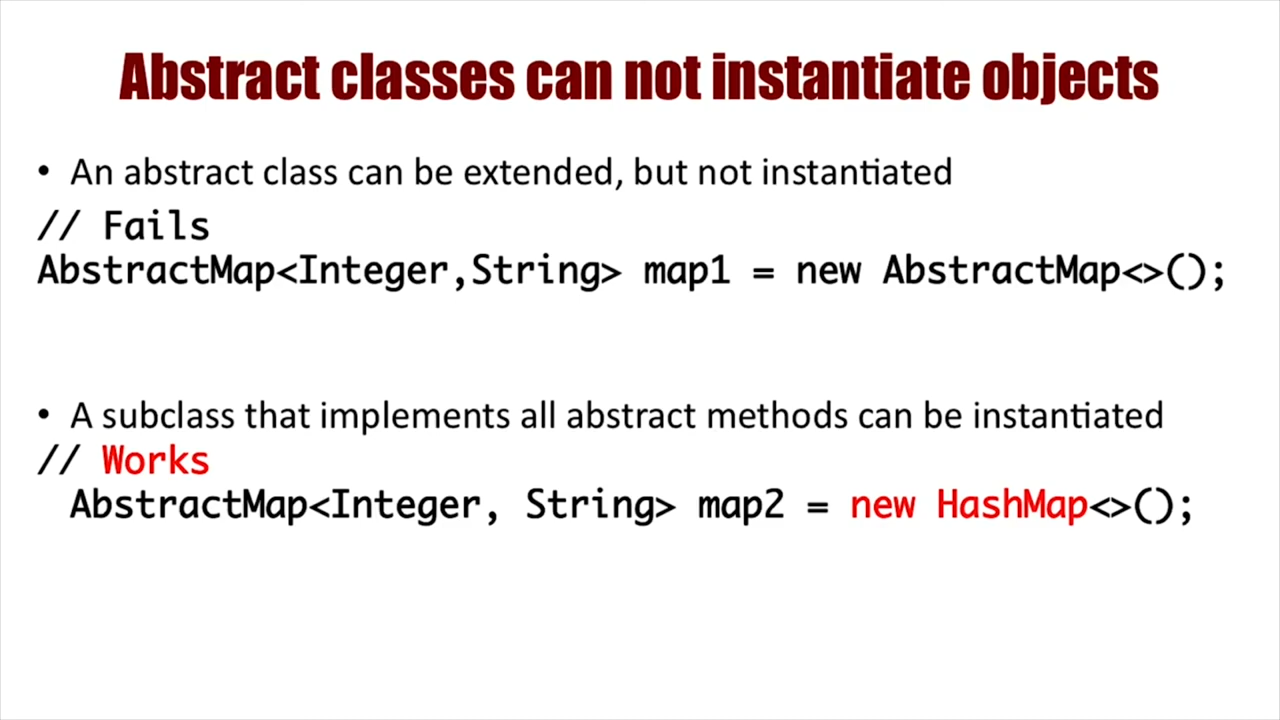 Abstract classes can not instantiate objects
• An abstract class can be extended, but not instantiated
// Fails
AbstractMap<Integer,String> map1 = new AbstractMap<>();
• A subclass that implements all abstract methods can be instantiated
// Works
AbstractMap<Integer, String> map2 = new HashMap<>();